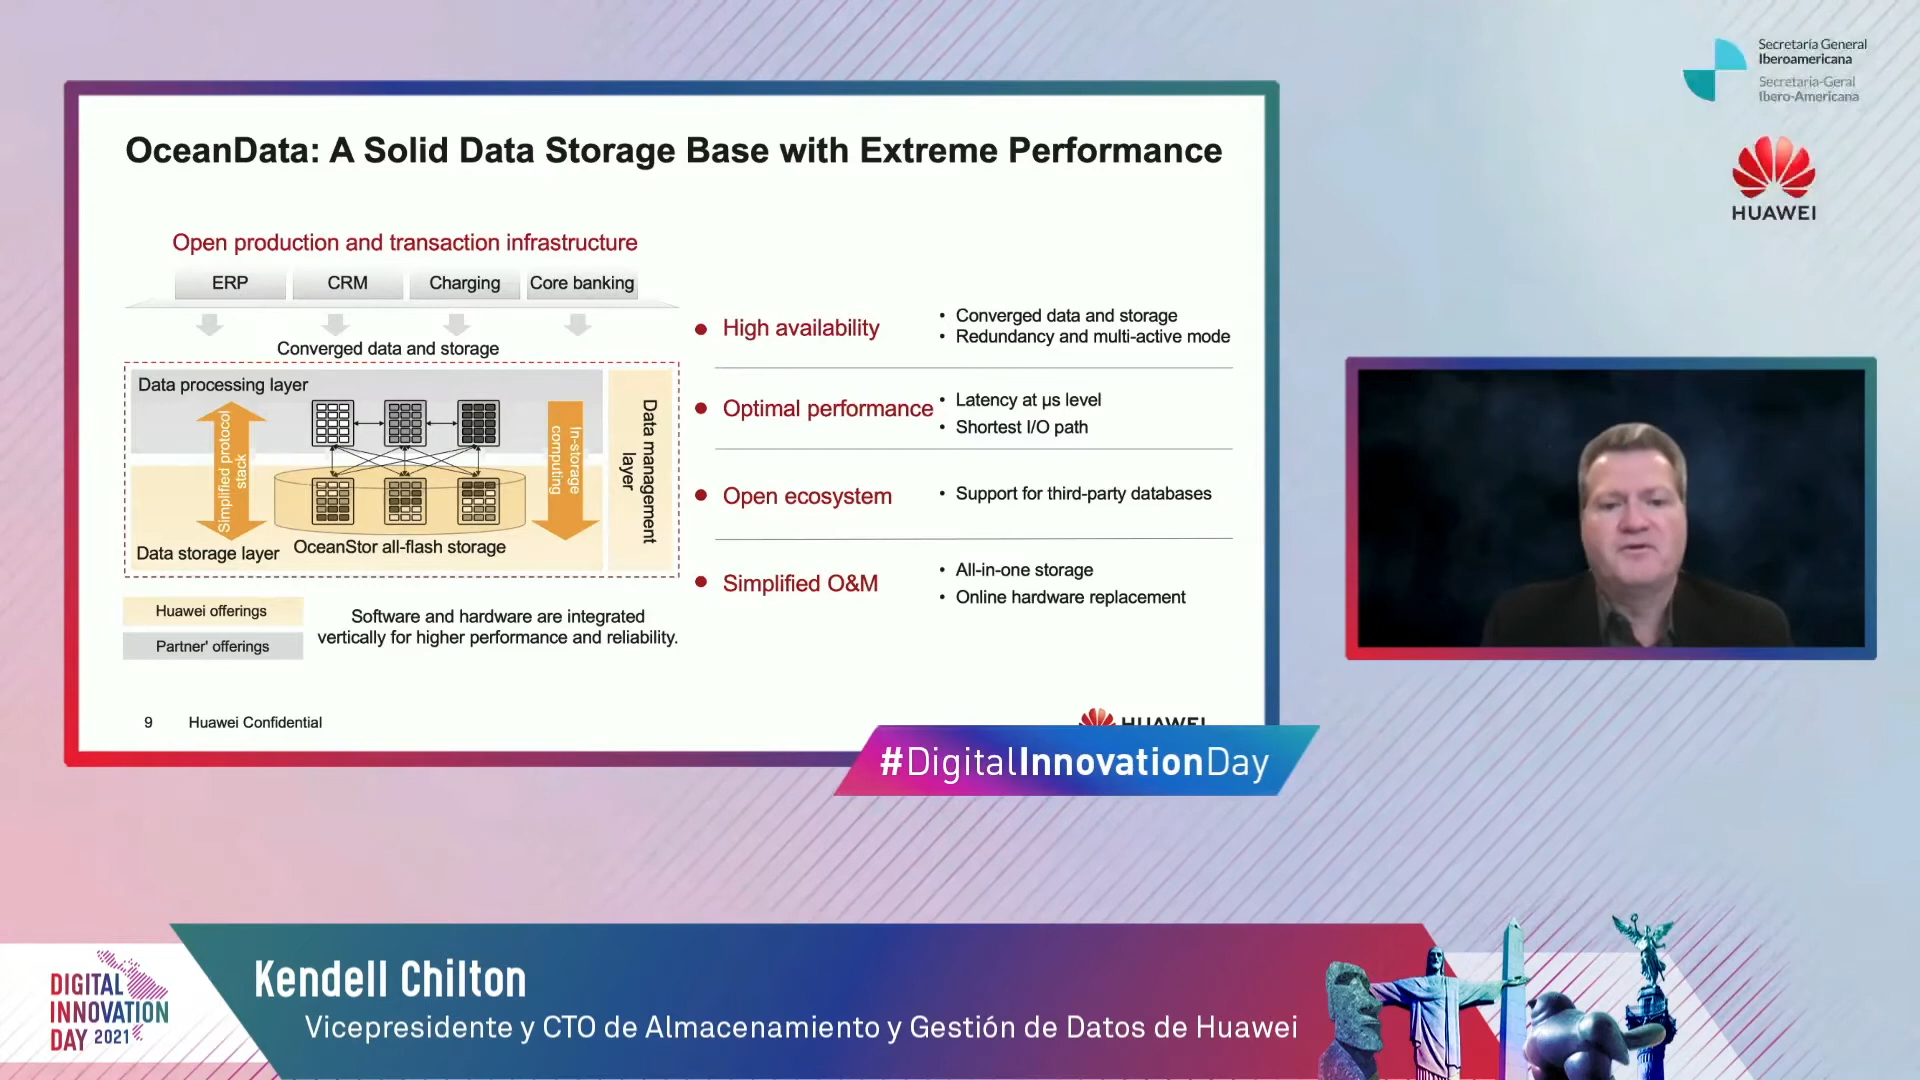 Secretaría General
Iberoamericana
Secretaria-Geral
Ibero-Americana
HUAWEI
OceanData: A Solid Data Storage Base with Extreme Performance
Open production and transaction infrastructure
ERP
CRM
Charging
Core banking
Converged data and storage
Data processing layer
Simplified protocol
stack
In-storage
computing
Data management
layer
Data storage layer
OceanStor all-flash storage
Huawei offerings
Partner' offerings
Software and hardware are integrated
vertically for higher performance and reliability.
• High availability
• Converged data and storage
• Redundancy and multi-active mode
• Optimal performance
• Latency at µs level
• Shortest I/O path
• Open ecosystem
• Support for third-party databases
• Simplified O&M
• All-in-one storage
• Online hardware replacement
9
Huawei Confidential
HUAWEI
#DigitalInnovationDay
DIGITAL
INNOVATION
DAY 2021
Kendell Chilton
Vicepresidente y CTO de Almacenamiento y Gestión de Datos de Huawei